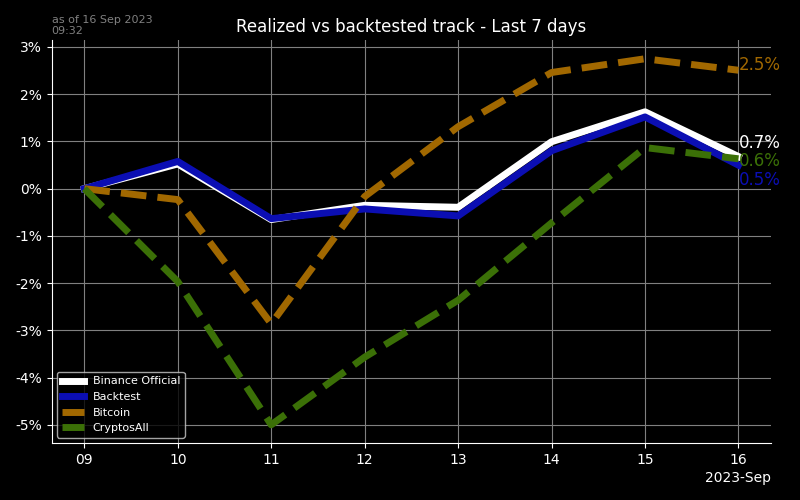 as of 16 Sep 2023
09:32
Realized vs backtested track - Last 7 days
3%
2%
1%
0%
-1%
-2%
-3%
-4%
-5%
2.5%
0.7%
0.6%
0.5%
Binance Official
Backtest
Bitcoin
CryptosAll
09 10 11 12 13 14 15 16
2023-Sep